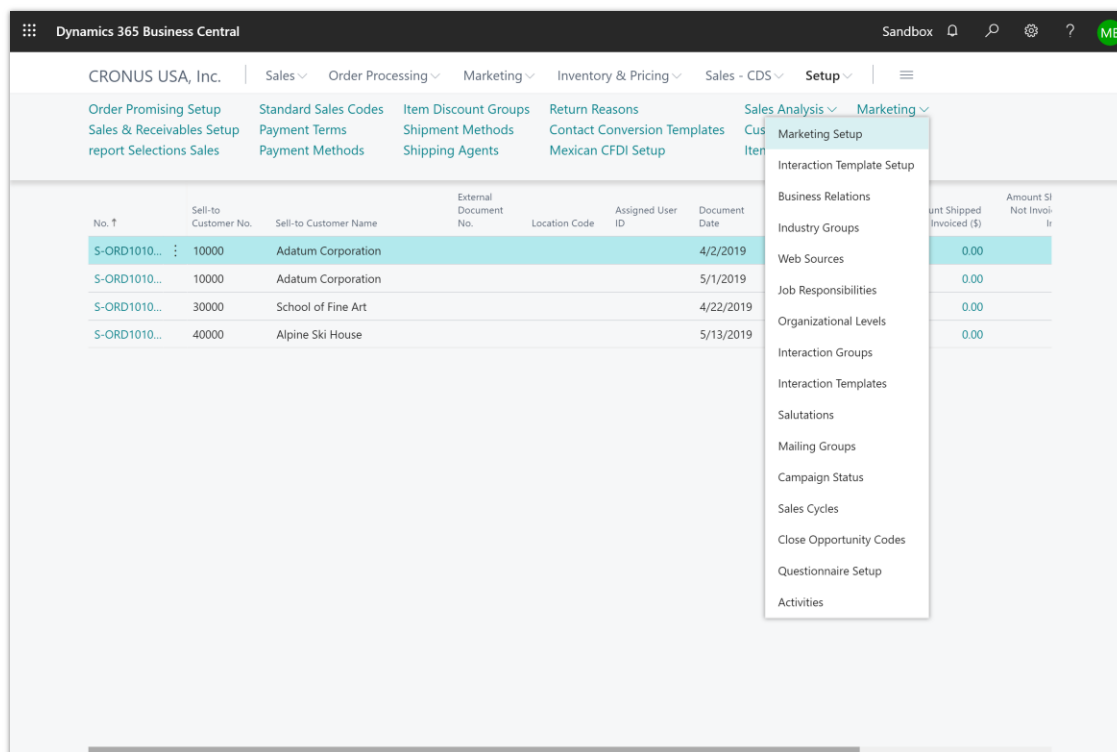 Dynamics 365 Business Central Sandbox ?
CRONUS USA, Inc. Sales Order Processing Marketing Inventory & Pricing Sales - CDS Setup
Order Promising Setup Standard Sales Codes Item Discount Groups Return Reasons Sales Analysis Marketing
Sales & Receivables Setup Payment Terms Shipment Methods Contact Conversion Templates
report Selections Sales Payment Methods Shipping Agents Mexican CFDI Setup
Marketing Setup
Interaction Template Setup
Business Relations
Industry Groups
Web Sources
Job Responsibilities
Organizational Levels
Interaction Groups
Interaction Templates
Salutations
Mailing Groups
Campaign Status
Sales Cycles
Close Opportunity Codes
Questionnaire Setup
Activities
No. ↑ Sell-to Customer No. Sell-to Customer Name External Document No. Location Code Assigned User ID Document Date Shipped Invoiced ($) Amount Not
S-ORD1010... 10000 Adatum Corporation 4/2/2019 0.00
S-ORD1010... 10000 Adatum Corporation 5/1/2019 0.00
S-ORD1010... 30000 School of Fine Art 4/22/2019 0.00
S-ORD1010... 40000 Alpine Ski House 5/13/2019 0.00